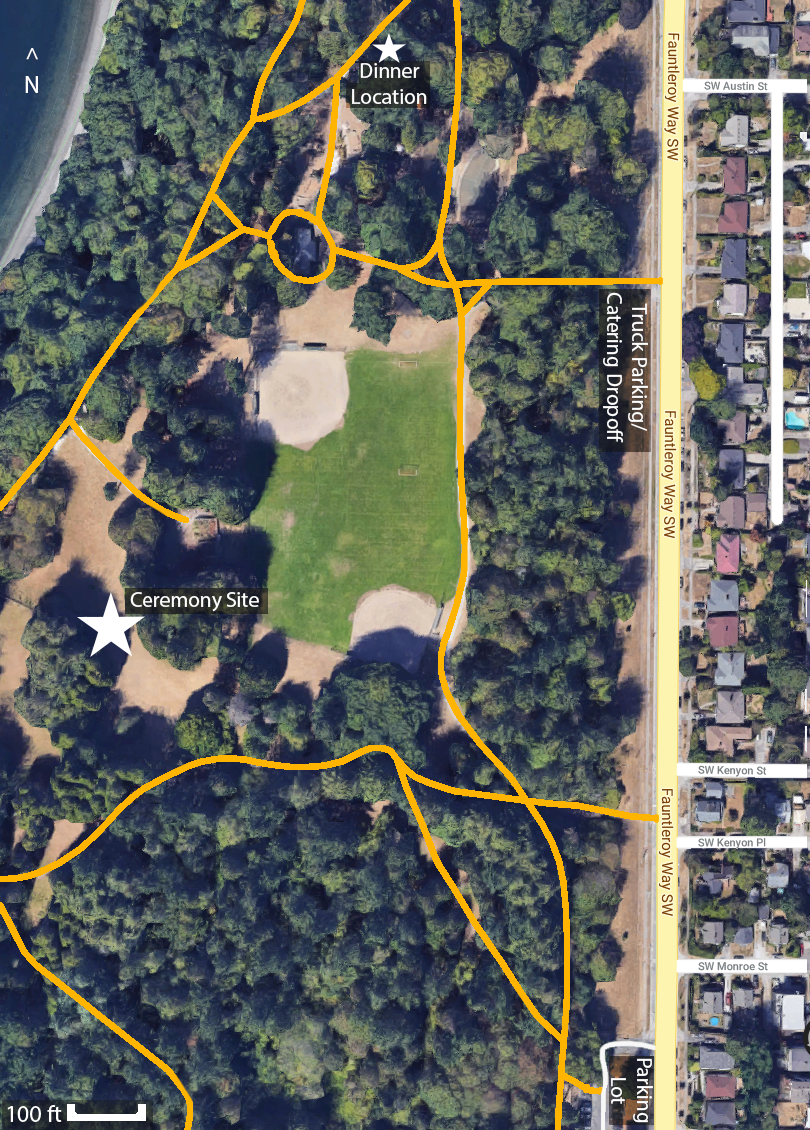 ^
N
Dinner
Location
Fauntleroy Way SW
SW Austin St
Truck Parking/
Catering Dropoff
Fauntleroy Way SW
Ceremony Site
SW Kenyon St
Fauntleroy Way SW
SW Kenyon Pl
SW Monroe St
Parking
Lot
100 ft